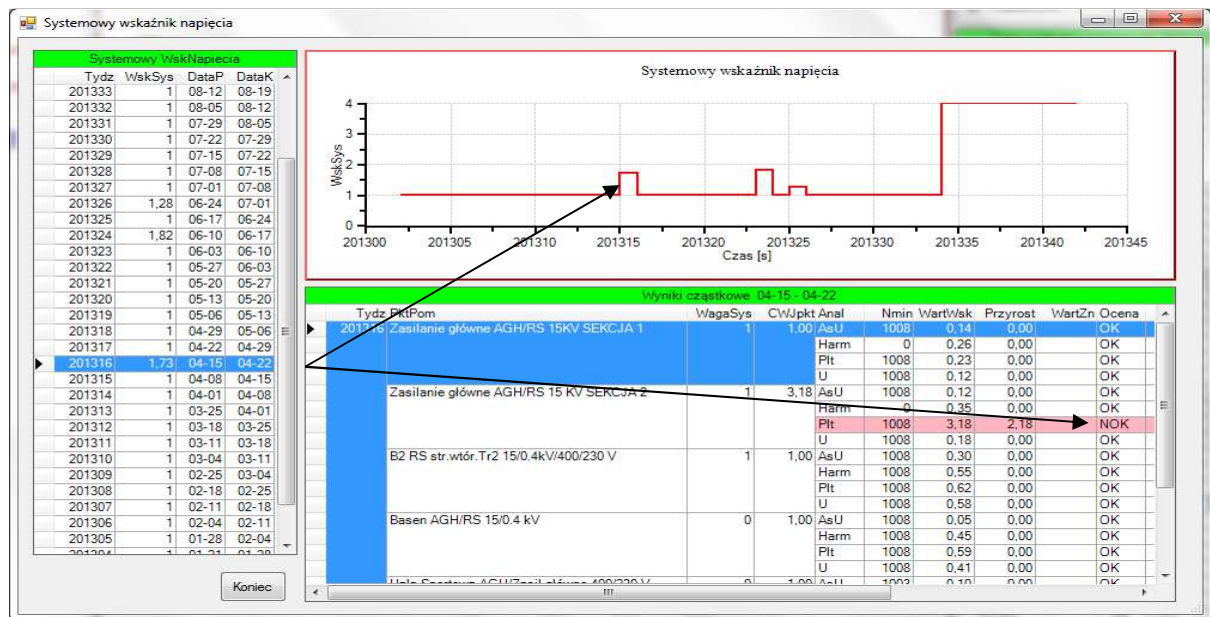 Systemowy wskaźnik napięcia
Systemowy WskNapiecia
Tydz WskSys DataP DataK
201333 1 08-12 08-19
201332 1 08-05 08-12
201331 1 07-29 08-05
201330 1 07-22 07-29
201329 1 07-15 07-22
201328 1 07-08 07-15
201327 1 07-01 07-08
201326 1,28 06-24 07-01
201325 1 06-17 06-24
201324 1,82 06-10 06-17
201323 1 06-03 06-10
201322 1 05-27 06-03
201321 1 05-20 05-27
201320 1 05-13 05-20
201319 1 05-06 05-13
201318 1 04-29 05-06
201317 1 04-22 04-29
201316 1,73 04-15 04-22
201315 1 04-08 04-15
201314 1 04-01 04-08
201313 1 03-25 04-01
201312 1 03-18 03-25
201311 1 03-11 03-18
201310 1 03-04 03-11
201309 1 02-25 03-04
201308 1 02-18 02-25
201307 1 02-11 02-18
201306 1 02-04 02-11
201305 1 01-28 02-04
Koniec
Systemowy wskaźnik napięcia
WskSys
4
3
2
1
0
201300 201305 201310 201315 201320 201325 201330 201335 201340 201345
Czas [s]
Wyniki cząstkowe 04-15 - 04-22
Tydz PktPom WagaSys CWJpkt Anal Nmin WartWsk Przyrost WartZn Ocena
201316 Zasilanie główne AGH/RS 15KV SEKCJA 1 1 1,00 AsU 1008 0,14 0,00 OK
Harm 0 0,26 0,00 OK
Plt 1008 0,23 0,00 OK
U 1008 0,12 0,00 OK
Zasilanie główne AGH/RS 15 KV SEKCJA 2 1 3,18 AsU 1008 0,12 0,00 OK
Harm 0 0,35 0,00 OK
Plt 1008 3,18 2,18 NOK
U 1008 0,18 0,00 OK
B2 RS str.wtór.Tr2 15/0.4kV/400/230 V 1 1,00 AsU 1008 0,30 0,00 OK
Harm 1008 0,55 0,00 OK
Plt 1008 0,62 0,00 OK
U 1008 0,58 0,00 OK
Basen AGH/RS 15/0.4 kV 0 1,00 AsU 1008 0,05 0,00 OK
Harm 1008 0,45 0,00 OK
Plt 1008 0,59 0,00 OK
U 1008 0,41 0,00 OK